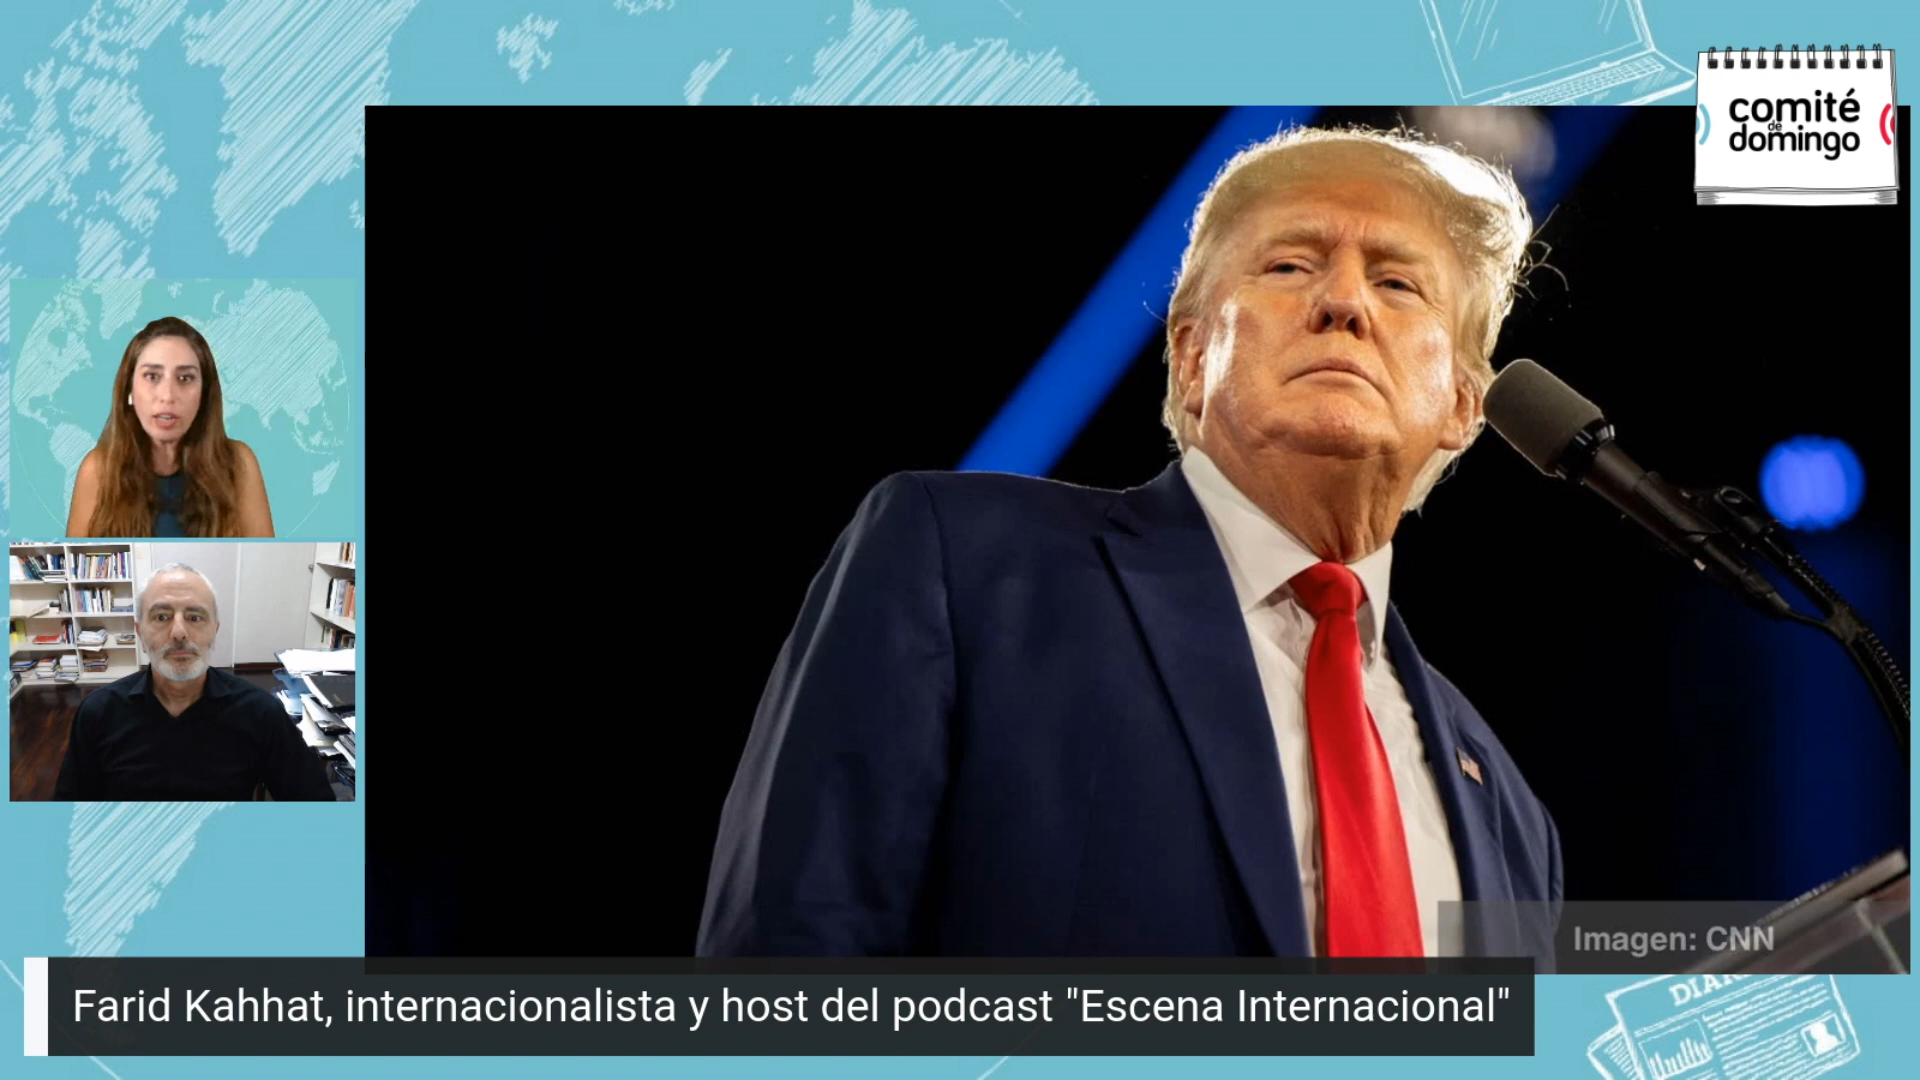 comité
de
domingo
Imagen: CNN
Farid Kahhat, internacionalista y host del podcast "Escena Internacional"